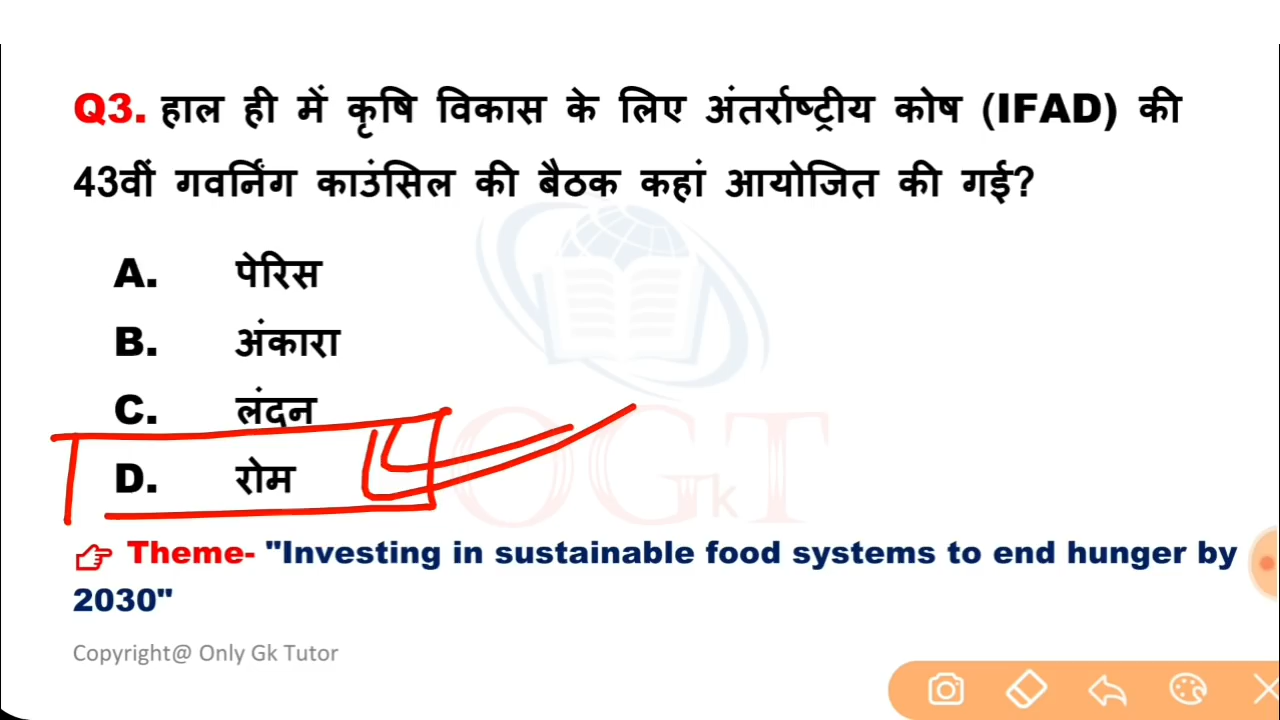 Q3. हाल ही में कृषि विकास के लिए अंतर्राष्ट्रीय कोष (IFAD) की
43वीं गवर्निंग काउंसिल की बैठक कहां आयोजित की गई?
A. पेरिस
B. अंकारा
C. लंदन
D. रोम
OGkT
Theme- "Investing in sustainable food systems to end hunger by
2030"
Copyright@ Only Gk Tutor